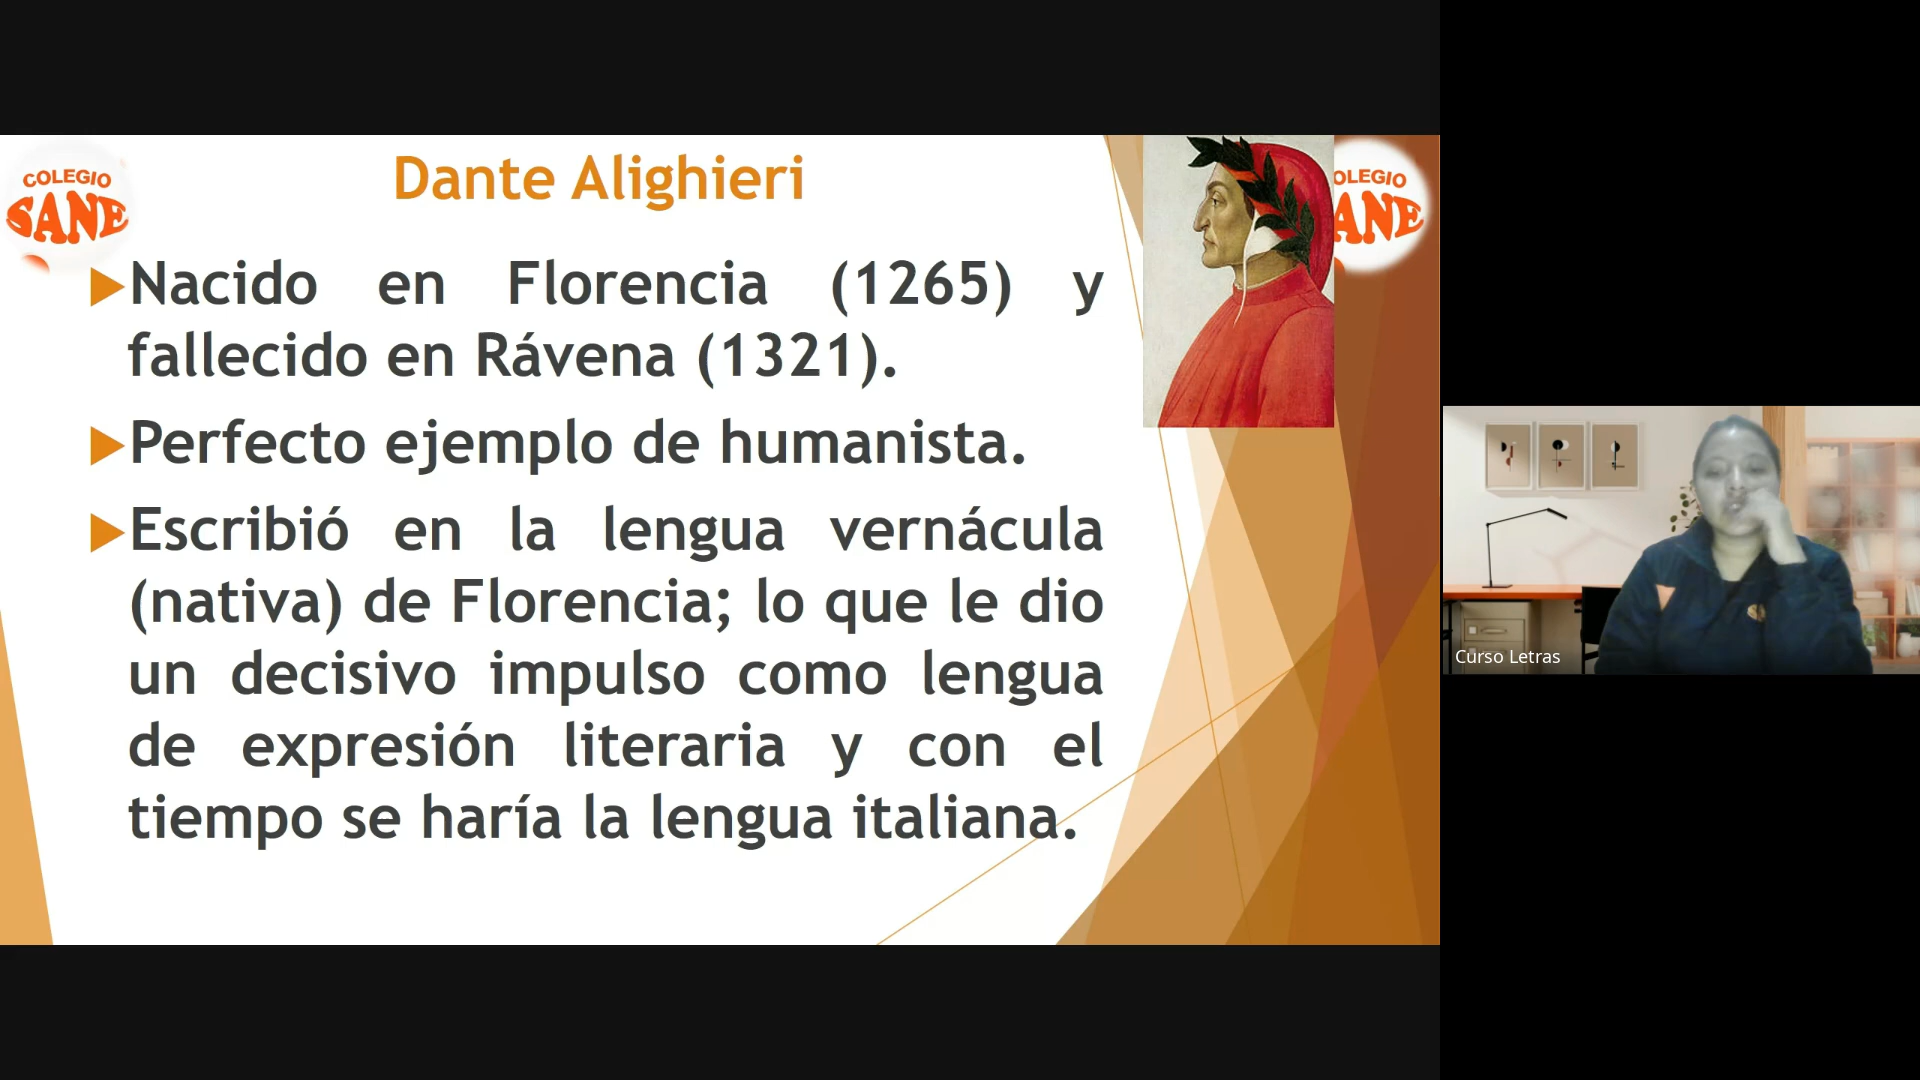 COLEGIO
SANE
Dante Alighieri
OLEGIO
ANE
Nacido en Florencia (1265) y
fallecido en Rávena (1321).
Perfecto ejemplo de humanista.
Escribió en la lengua vernácula
(nativa) de Florencia; lo que le dio
un decisivo impulso como lengua
de expresión literaria y con el
tiempo se haría la lengua italiana.
Curso Letras